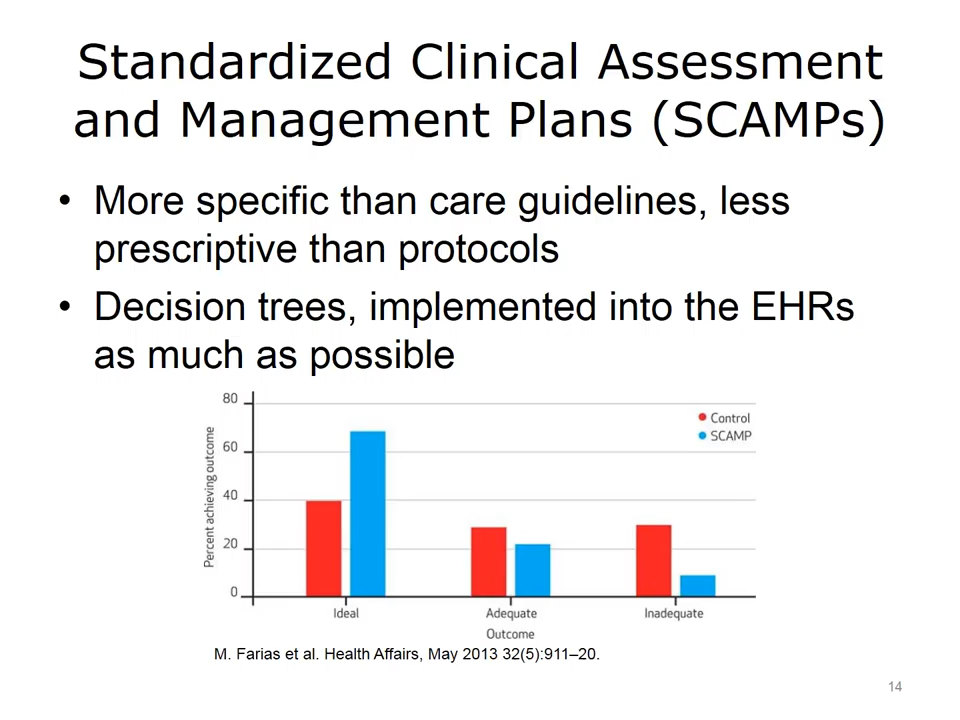 Standardized Clinical Assessment
and Management Plans (SCAMPs)
• More specific than care guidelines, less
prescriptive than protocols
• Decision trees, implemented into the EHRs
as much as possible
Percent achieving outcome
80
60
40
20
0
Control
SCAMP
Ideal
Adequate
Inadequate
Outcome
M. Farias et al. Health Affairs, May 2013 32(5):911–20.
14